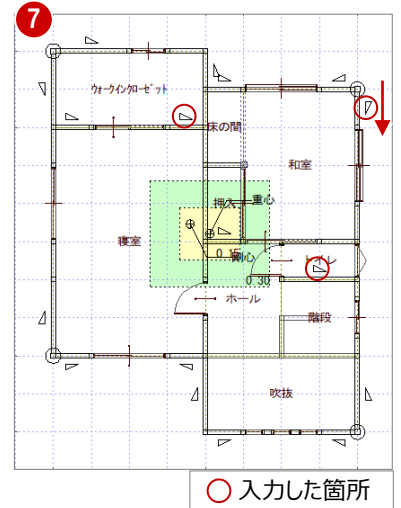 7
ウォークインクローゼット
床の間
和室
押入
重心
寝室
0.15
剛心
トイレ
0.30
ホール
階段
吹抜
○入力した箇所